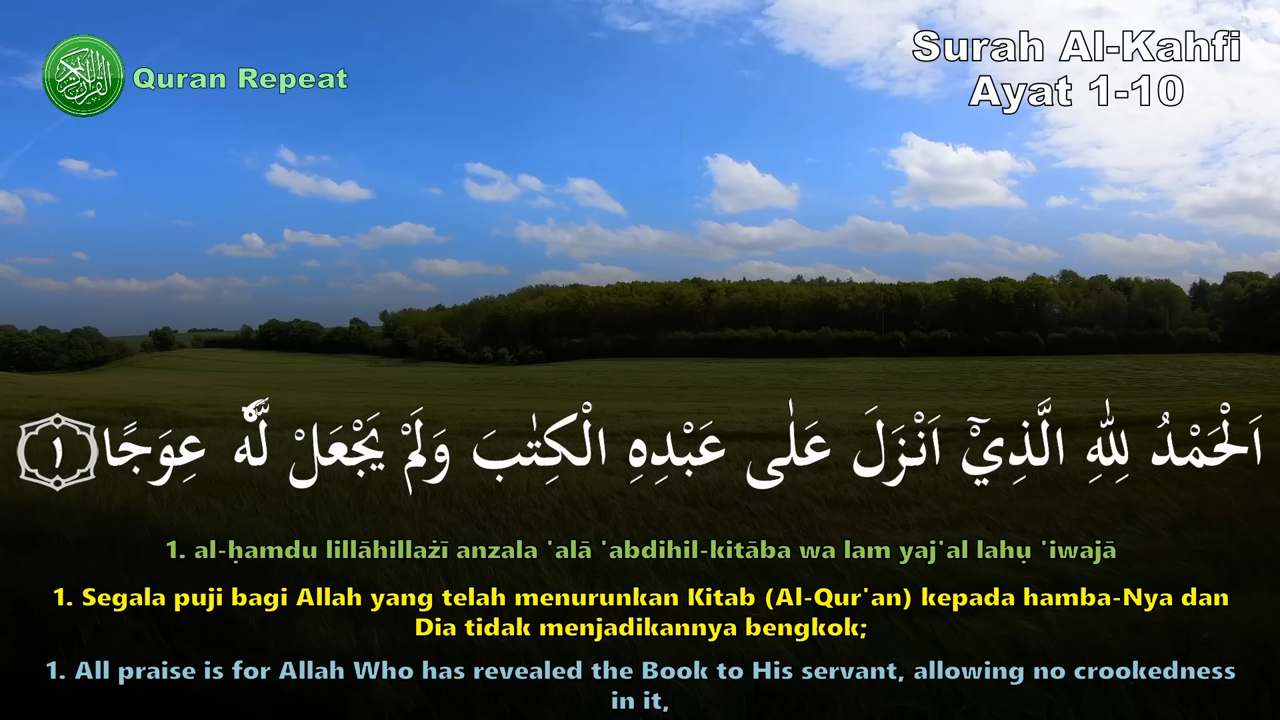 Quran Repeat
Surah Al-Kahfi
Ayat 1-10
اَلْحَمْدُ لِلّٰهِ الَّذِيْٓ اَنْزَلَ عَلٰى عَبْدِهِ الْكِتٰبَ وَلَمْ يَجْعَلْ لَّهٗ عِوَجًا ١
1. al-ḥamdu lillāhillażī anzala 'alā 'abdihil-kitāba wa lam yaj'al lahụ 'iwajā
1. Segala puji bagi Allah yang telah menurunkan Kitab (Al-Qur'an) kepada hamba-Nya dan
Dia tidak menjadikannya bengkok;
1. All praise is for Allah Who has revealed the Book to His servant, allowing no crookedness
in it,